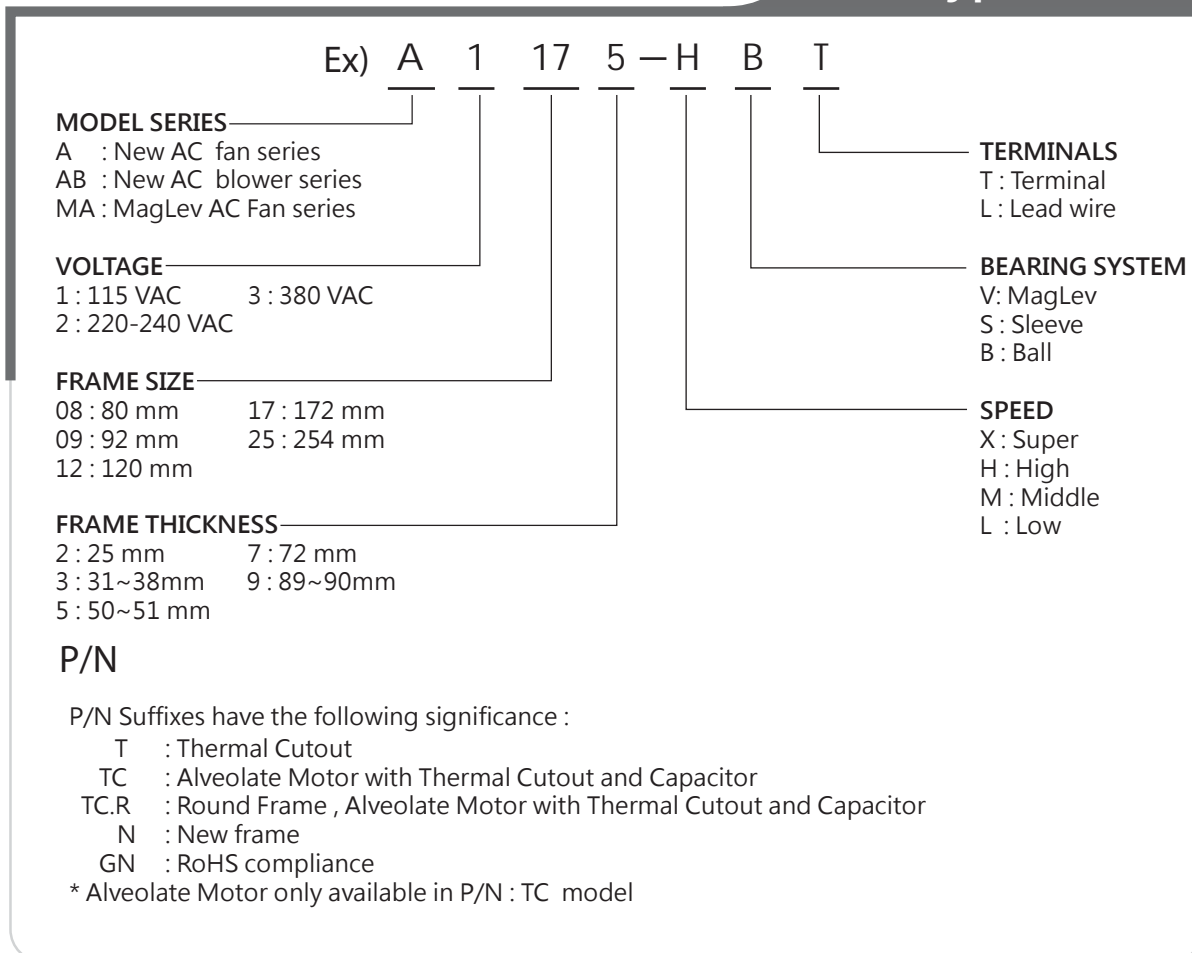 Ex) A 1 17 5 — H B T
MODEL SERIES
A : New AC fan series
AB : New AC blower series
MA : MagLev AC Fan series
VOLTAGE
1 : 115 VAC 3 : 380 VAC
2 : 220-240 VAC
FRAME SIZE
08 : 80 mm 17 : 172 mm
09 : 92 mm 25 : 254 mm
12 : 120 mm
FRAME THICKNESS
2 : 25 mm 7 : 72 mm
3 : 31~38mm 9 : 89~90mm
5 : 50~51 mm
TERMINALS
T : Terminal
L : Lead wire
BEARING SYSTEM
V: MagLev
S : Sleeve
B : Ball
SPEED
X : Super
H : High
M : Middle
L : Low
P/N
P/N Suffixes have the following significance :
T : Thermal Cutout
TC : Alveolate Motor with Thermal Cutout and Capacitor
TC.R : Round Frame , Alveolate Motor with Thermal Cutout and Capacitor
N : New frame
GN : RoHS compliance
* Alveolate Motor only available in P/N : TC model